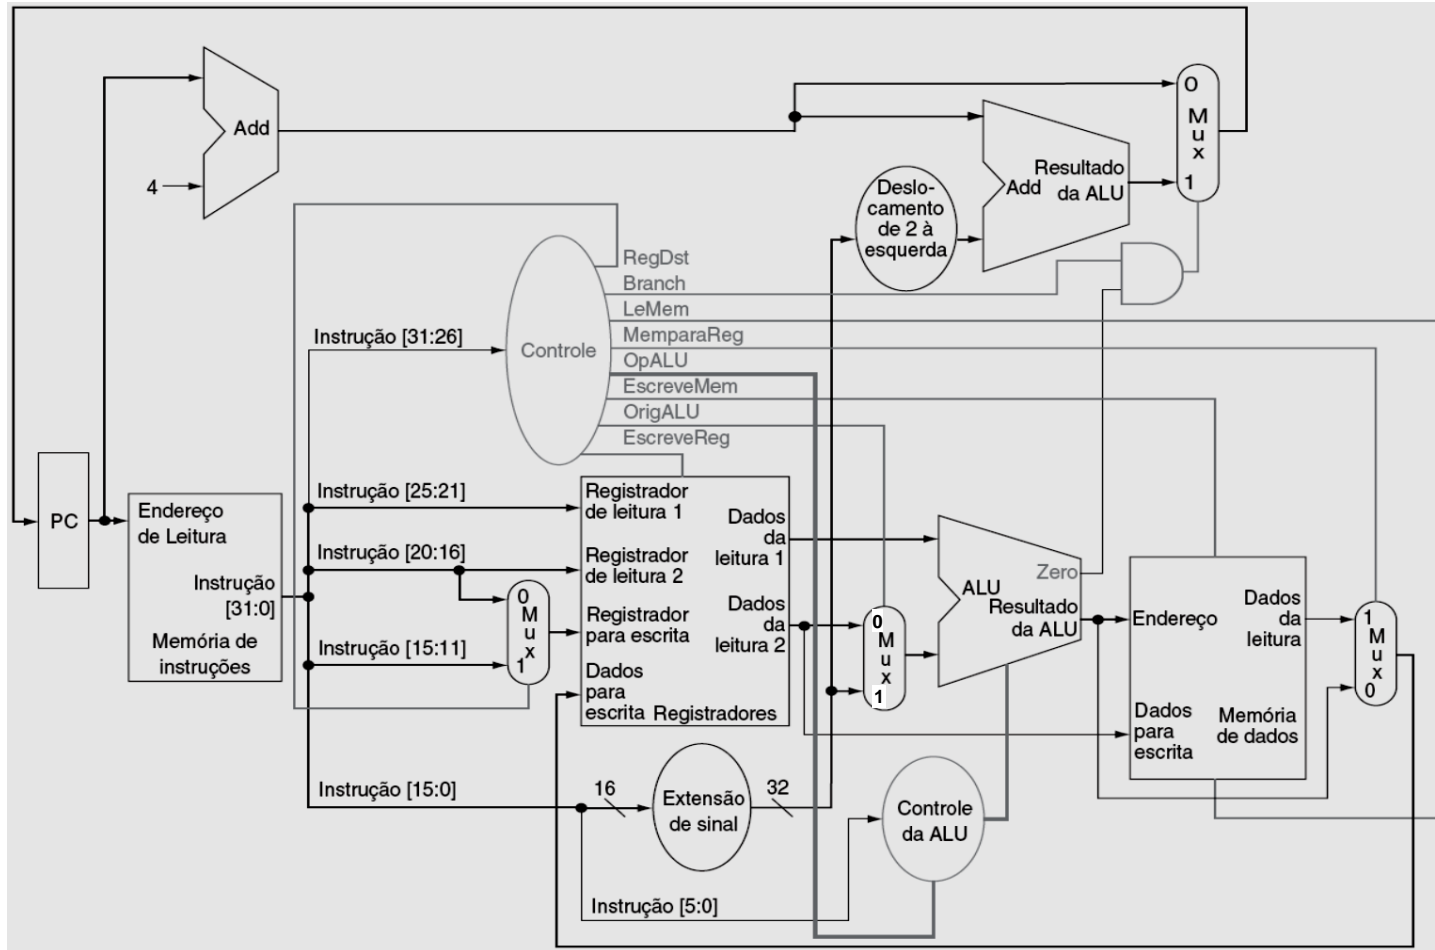 Add
4
0
M
u
x
1
Add
Resultado
da ALU
Deslo-
camento
de 2 à
esquerda
RegDst
Branch
LeMem
MemparaReg
OpALU
EscreveMem
OrigALU
EscreveReg
Controle
Instrução [31:26]
Instrução [25:21]
Instrução [20:16]
Instrução [15:11]
Instrução [15:0]
Instrução [5:0]
PC
Endereço
de Leitura
Instrução
[31:0]
Memória de
instruções
0
M
u
x
1
Registrador
de leitura 1
Registrador
de leitura 2
Registrador
para escrita
Dados
para
escrita
Registradores
Dados
da
leitura 1
Dados
da
leitura 2
0
M
u
x
1
ALU
Zero
Resultado
da ALU
Endereço
Dados
da
leitura
Dados
para
escrita
Memória
de dados
1
M
u
x
0
16
Extensão
de sinal
32
Controle
da ALU